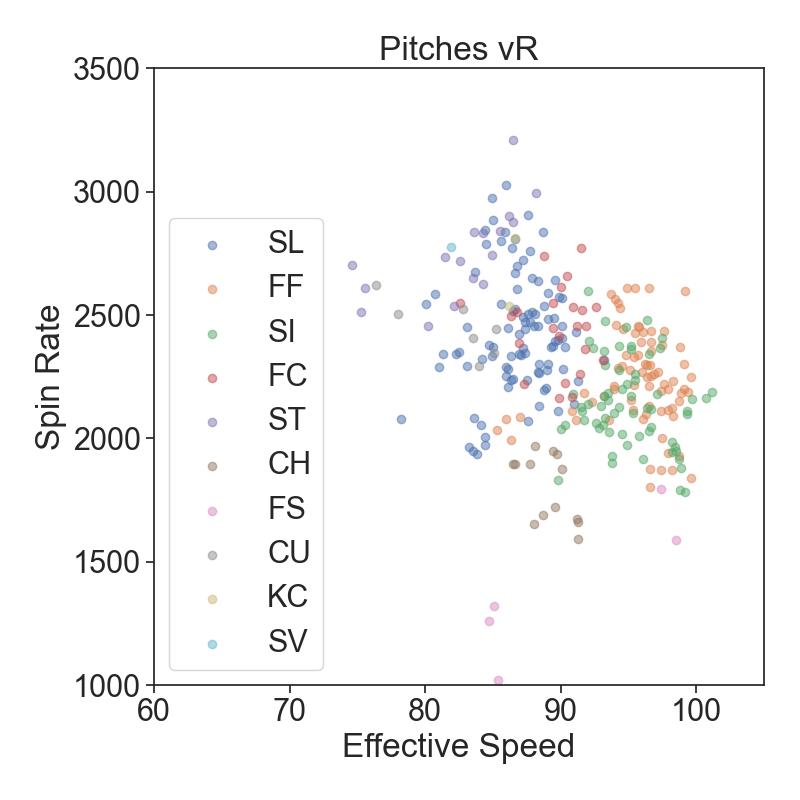 Pitches vR
3500
3000
2500
2000
1500
1000
Spin Rate
SL
FF
SI
FC
ST
CH
FS
CU
KC
SV
60
70
80
90
100
Effective Speed